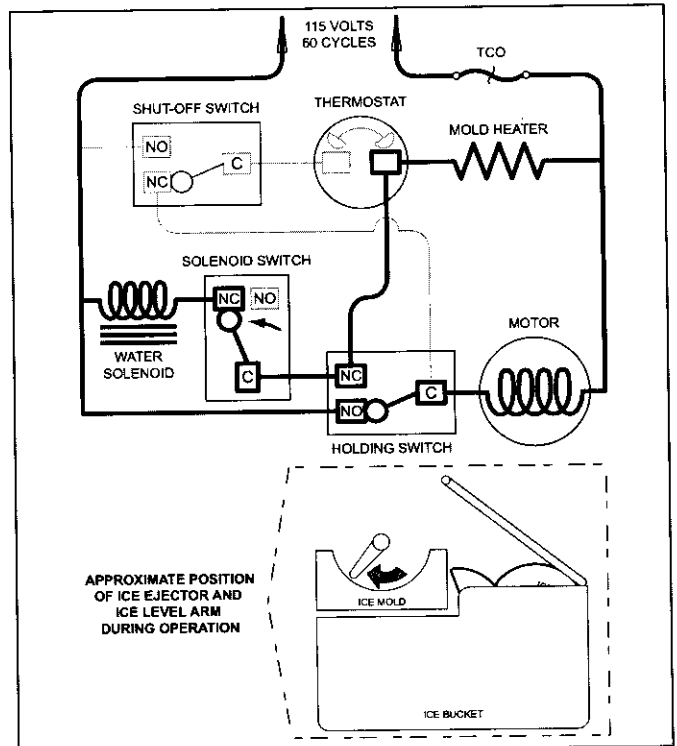 115 VOLTS
60 CYCLES
TCO
SHUT-OFF SWITCH
THERMOSTAT
MOLD HEATER
NO
C
NC
SOLENOID SWITCH
NC
NO
MOTOR
WATER
SOLENOID
C
NC
C
NO
HOLDING SWITCH
APPROXIMATE POSITION
OF ICE EJECTOR AND
ICE LEVEL ARM
DURING OPERATION
ICE MOLD
ICE BUCKET